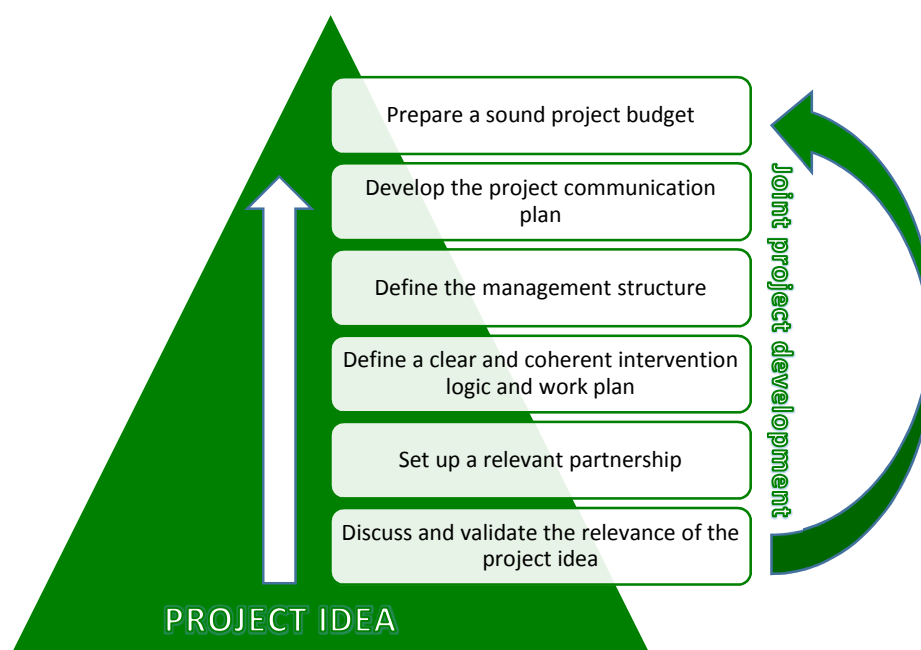 Prepare a sound project budget
Develop the project communication
plan
Define the management structure
Define a clear and coherent intervention
logic and work plan
Set up a relevant partnership
Discuss and validate the relevance of the
project idea
Joint project development
PROJECT IDEA